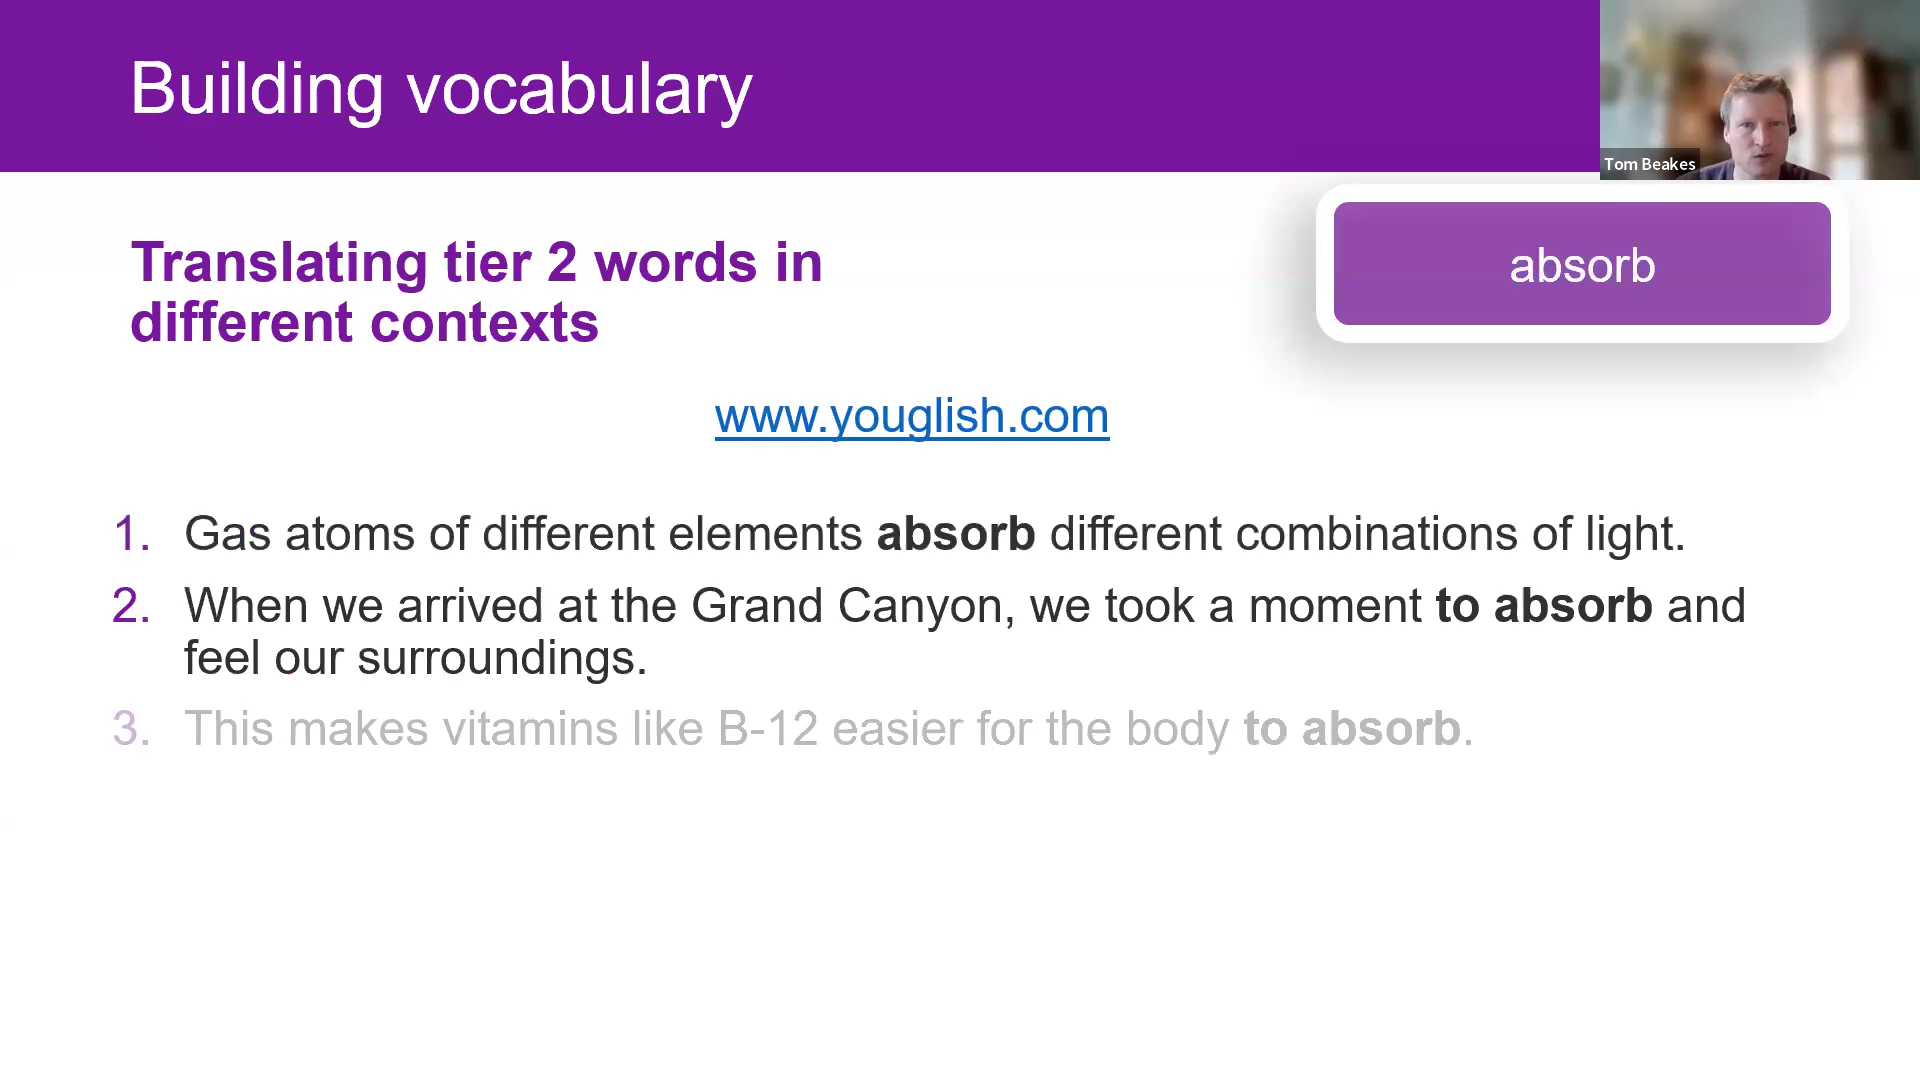 Building vocabulary
Tom Beakes
Translating tier 2 words in
different contexts
absorb
www.youglish.com
1. Gas atoms of different elements absorb different combinations of light.
2. When we arrived at the Grand Canyon, we took a moment to absorb and
feel our surroundings.
3. This makes vitamins like B-12 easier for the body to absorb.